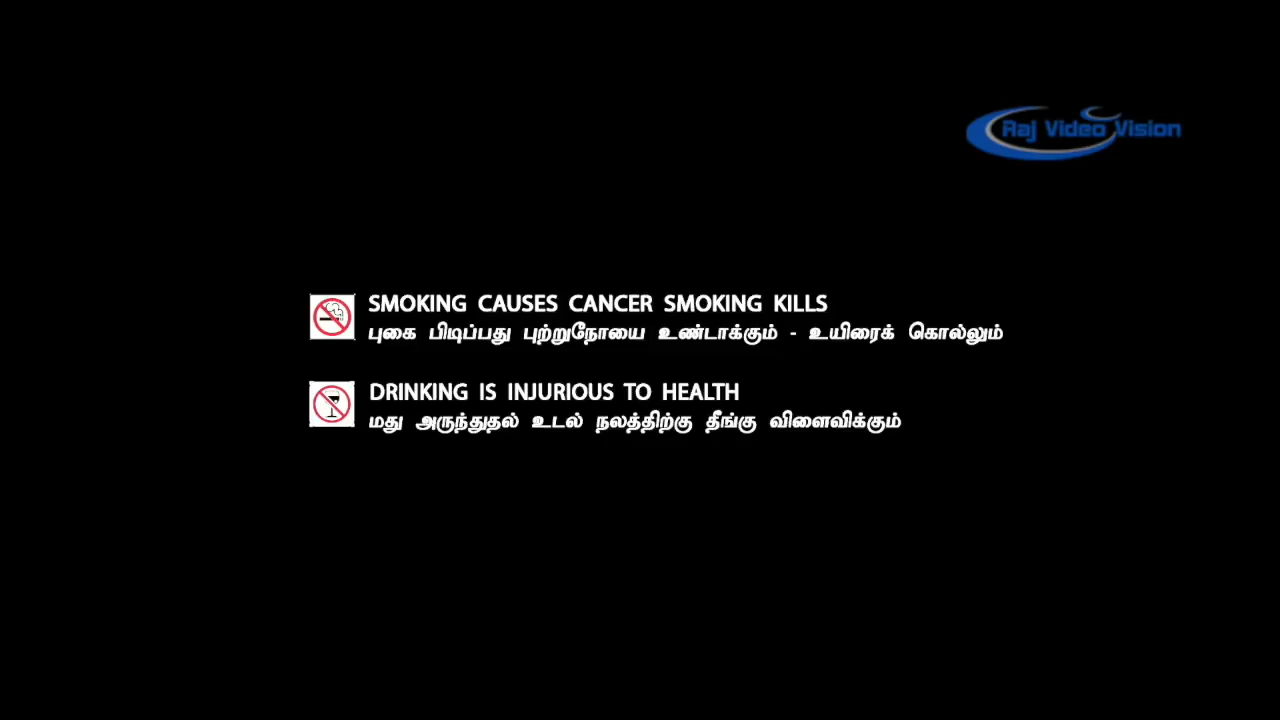 Raj Video Vision
SMOKING CAUSES CANCER SMOKING KILLS
புகை பிடிப்பது புற்றுநோயை உண்டாக்கும் - உயிரைக் கொல்லும்
DRINKING IS INJURIOUS TO HEALTH
மது அருந்துதல் உடல் நலத்திற்கு தீங்கு விளைவிக்கும்